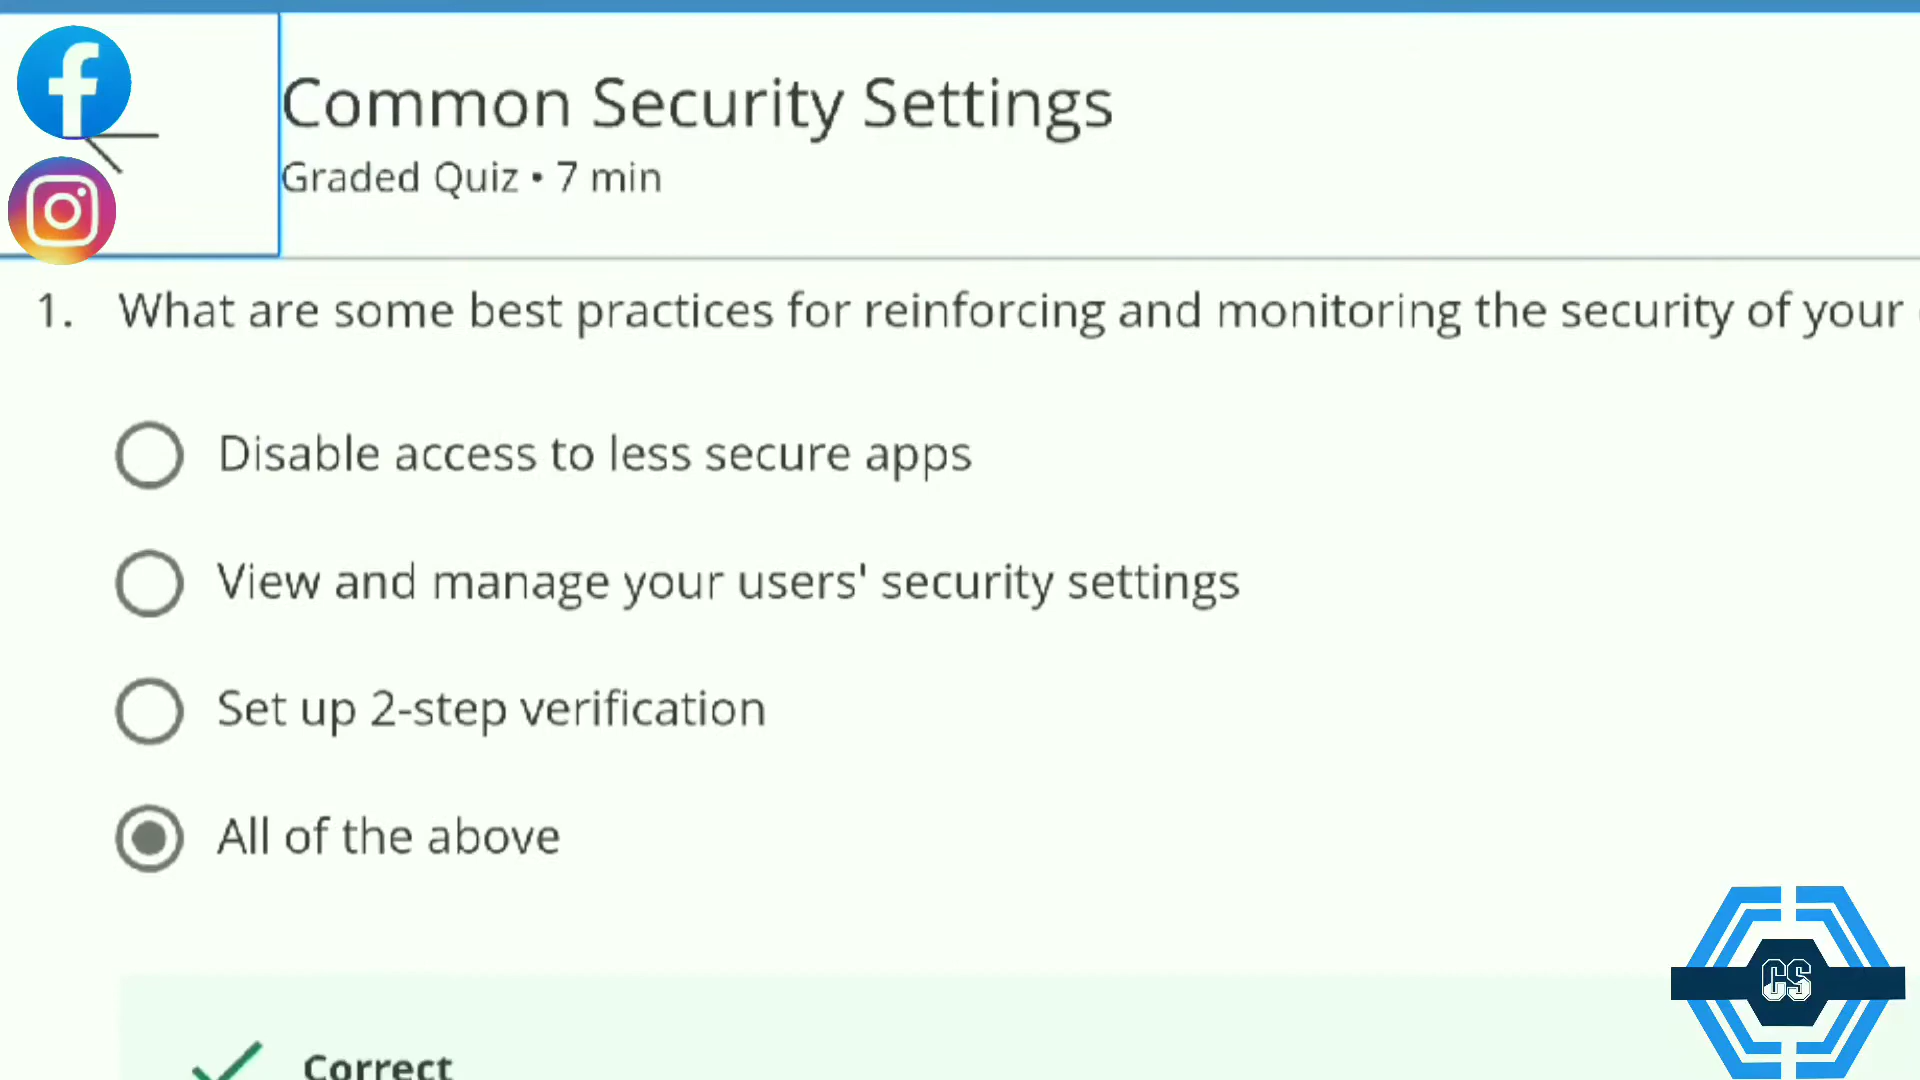 Common Security Settings
Graded Quiz • 7 min
1. What are some best practices for reinforcing and monitoring the security of your
Disable access to less secure apps
View and manage your users' security settings
Set up 2-step verification
All of the above
CS
Correct